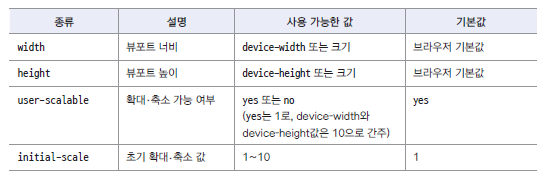 종류 설명 사용 가능한 값 기본값
width 뷰포트 너비 device-width 또는 크기 브라우저 기본값
height 뷰포트 높이 device-height 또는 크기 브라우저 기본값
user-scalable 확대·축소 가능 여부 yes 또는 no yes
(yes는 1로, device-width와
device-height값은 10으로 간주)
initial-scale 초기 확대·축소 값 1~10 1